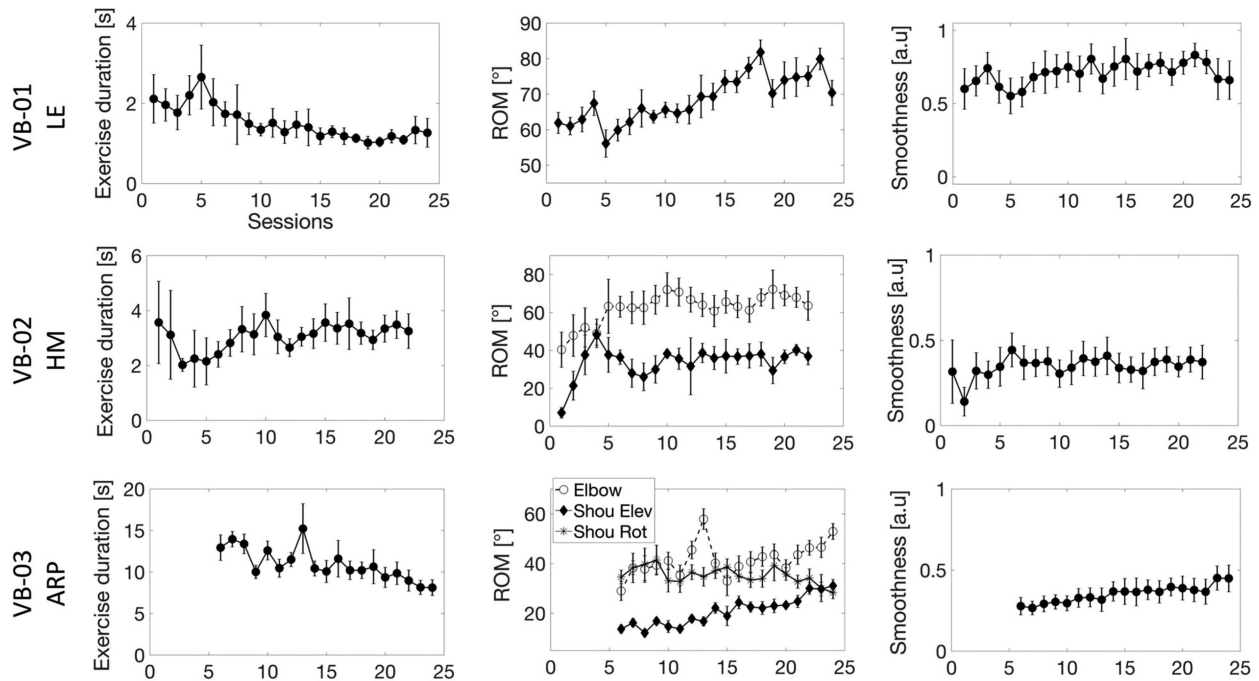 VB-01
LE
Exercise duration [s]
4
2
0
0 5 10 15 20 25
Sessions
ROM [°]
90
80
70
60
50
0 5 10 15 20 25
Smoothness [a.u]
1
0.5
0
0 5 10 15 20 25
VB-02
HM
Exercise duration [s]
6
4
2
0
0 5 10 15 20 25
ROM [°]
80
60
40
20
0
0 5 10 15 20 25
Smoothness [a.u]
1
0.5
0
0 5 10 15 20 25
VB-03
ARP
Exercise duration [s]
20
15
10
5
0
0 5 10 15 20 25
ROM [°]
60
40
20
Elbow
Shou Elev
Shou Rot
0 5 10 15 20 25
Smoothness [a.u]
1
0.5
0
0 5 10 15 20 25